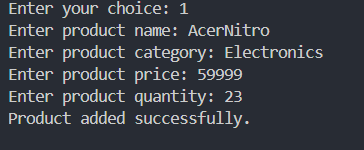 Enter your choice: 1
Enter product name: AcerNitro
Enter product category: Electronics
Enter product price: 59999
Enter product quantity: 23
Product added successfully.